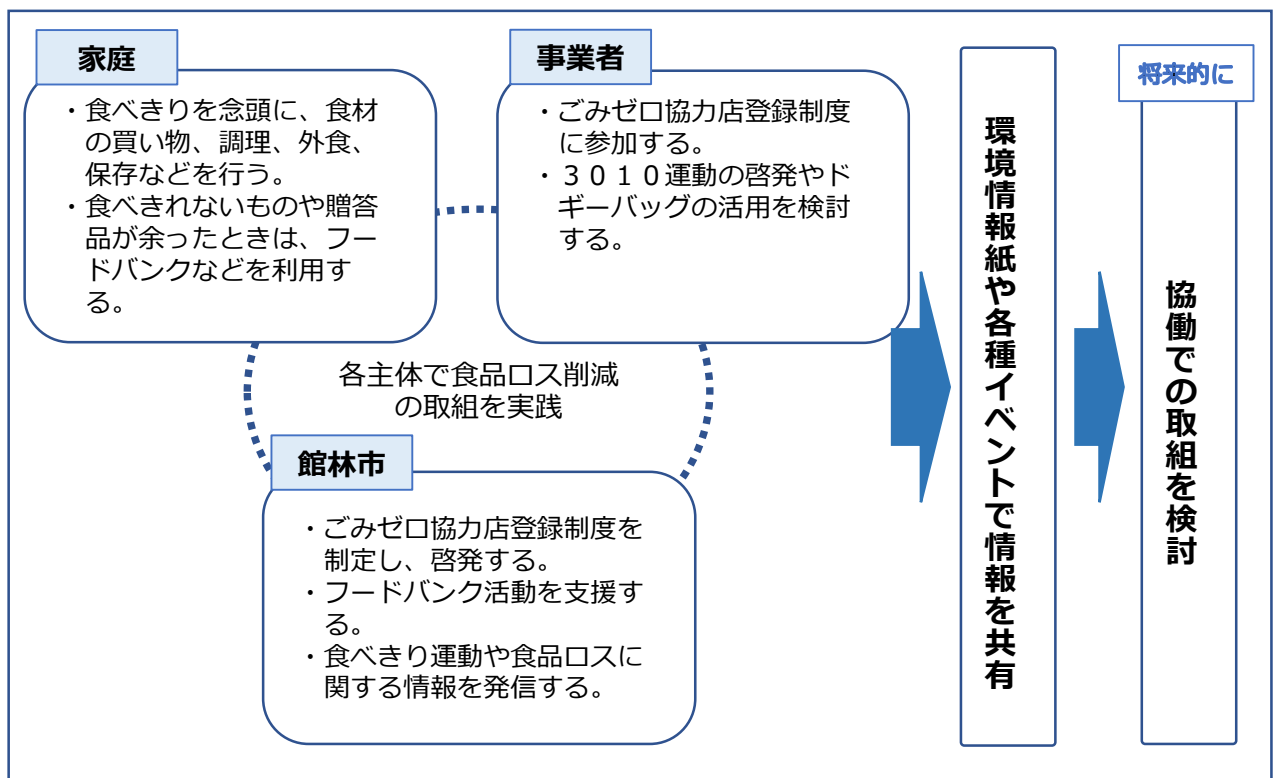 家庭
・食べきりを念頭に、食材
の買い物、調理、外食、
保存などを行う。
・食べきれないものや贈答
品が余ったときは、フー
ドバンクなどを利用す
る。
事業者
・ごみゼロ協力店登録制度
に参加する。
・３０１０運動の啓発やド
ギーバッグの活用を検討
する。
各主体で食品ロス削減
の取組を実践
館林市
・ごみゼロ協力店登録制度を
制定し、啓発する。
・フードバンク活動を支援す
る。
・食べきり運動や食品ロスに
関する情報を発信する。
環境情報紙や各種イベントで情報を共有
将来的に
協働での取組を検討